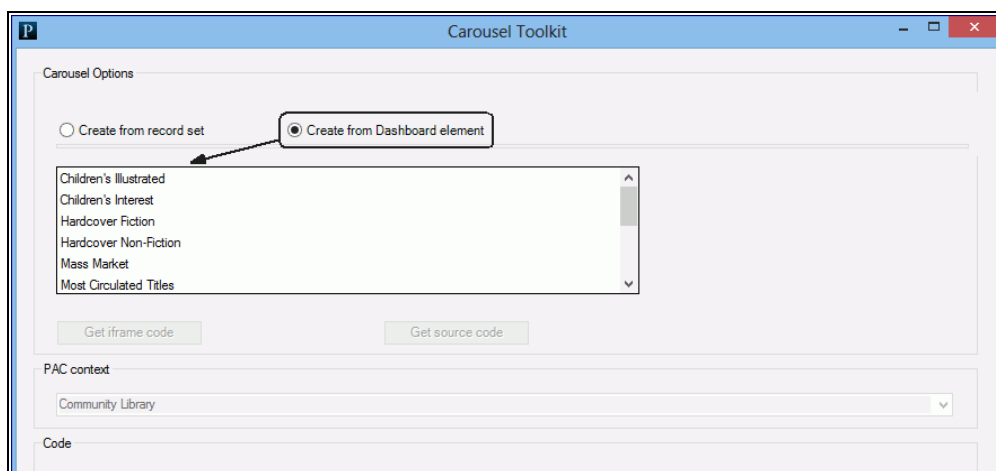 P Carousel Toolkit
Carousel Options
Create from record set Create from Dashboard element
Children's Illustrated
Children's Interest
Hardcover Fiction
Hardcover Non-Fiction
Mass Market
Most Circulated Titles
Get iframe code Get source code
PAC context
Community Library
Code